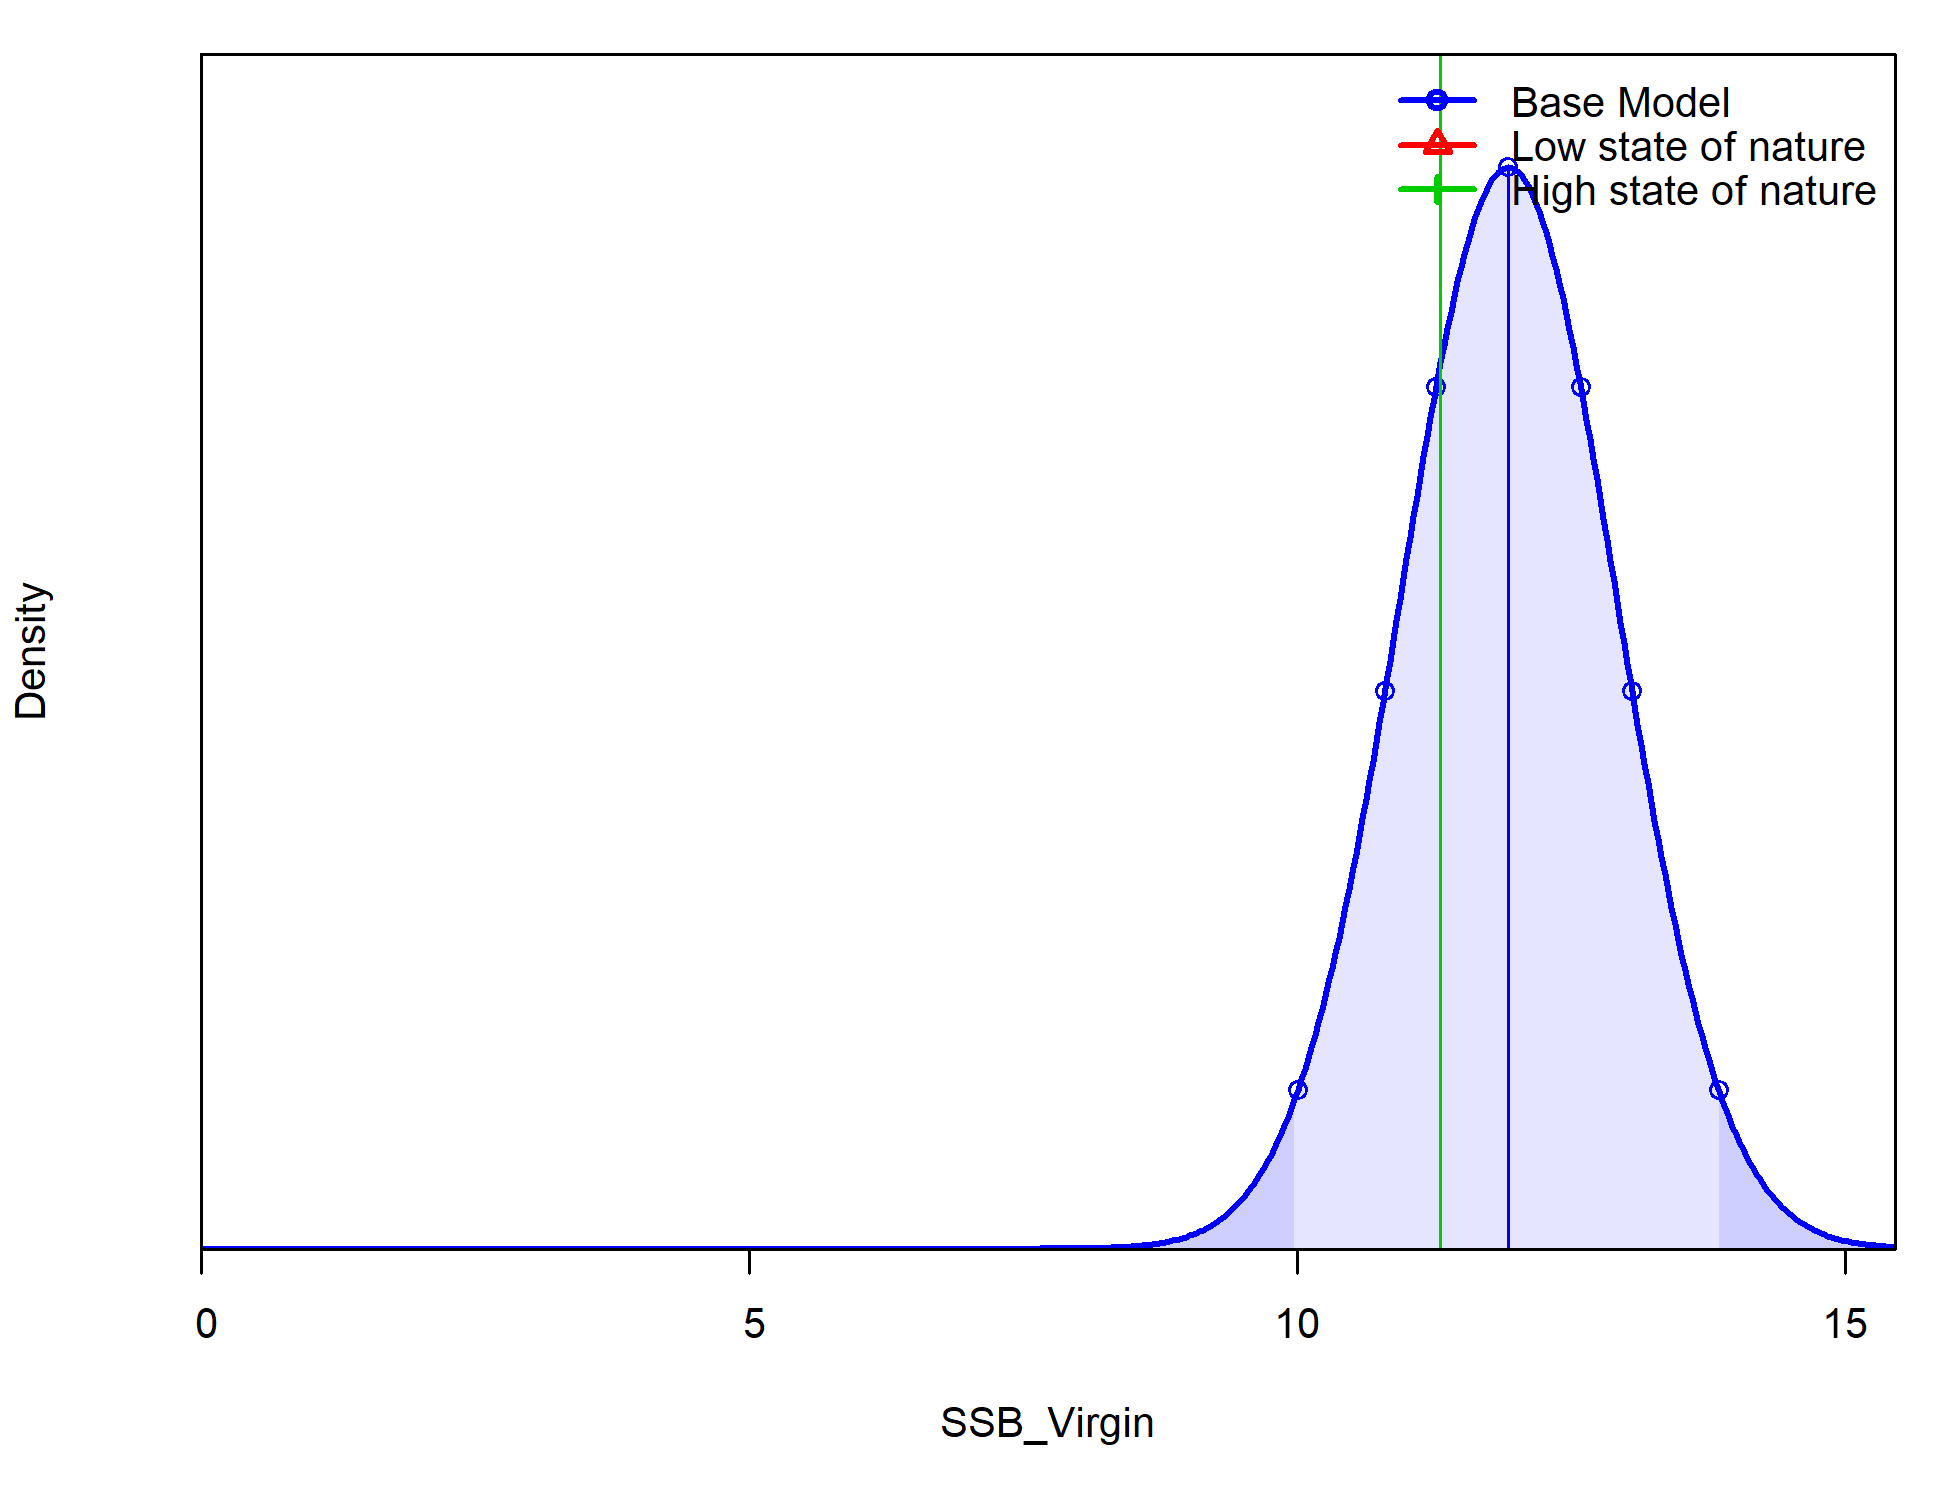 Base Model
Low state of nature
High state of nature
Density
0 5 10 15
SSB_Virgin